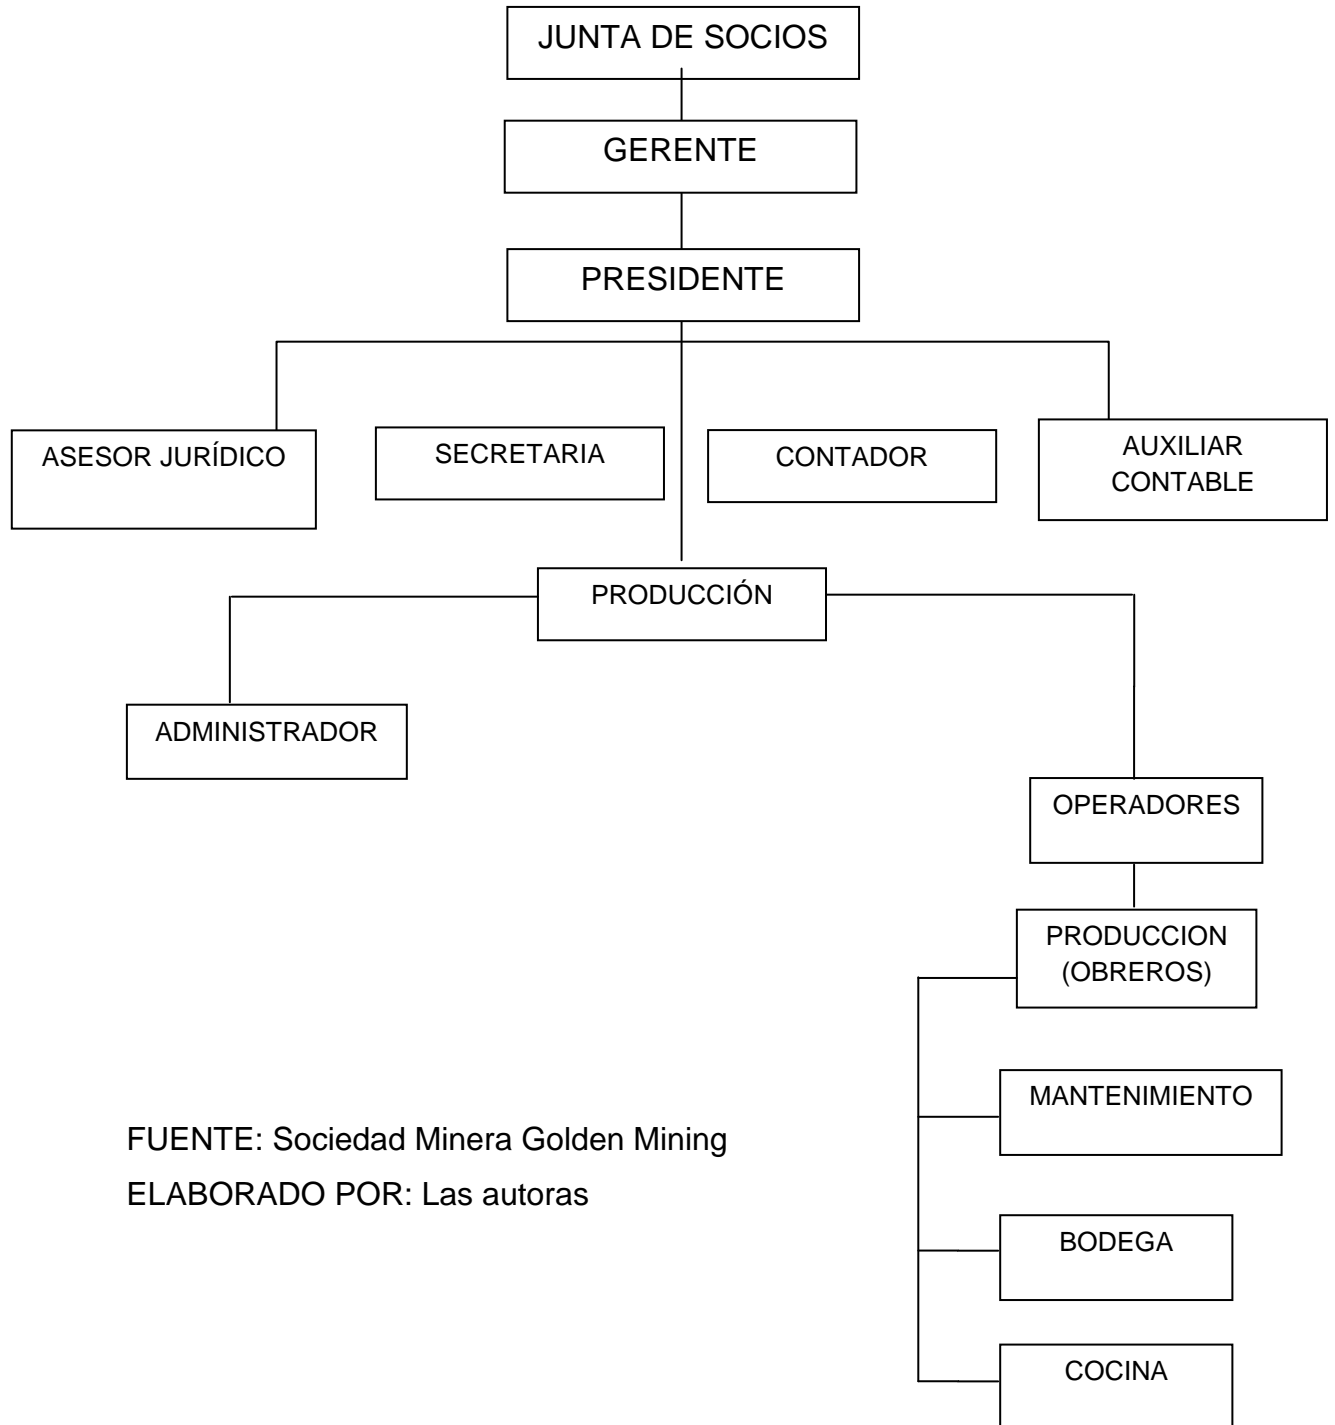 JUNTA DE SOCIOS
GERENTE
PRESIDENTE
ASESOR JURÍDICO
SECRETARIA
CONTADOR
AUXILIAR
CONTABLE
PRODUCCIÓN
ADMINISTRADOR
OPERADORES
PRODUCCION
(OBREROS)
MANTENIMIENTO
BODEGA
COCINA
FUENTE: Sociedad Minera Golden Mining
ELABORADO POR: Las autoras